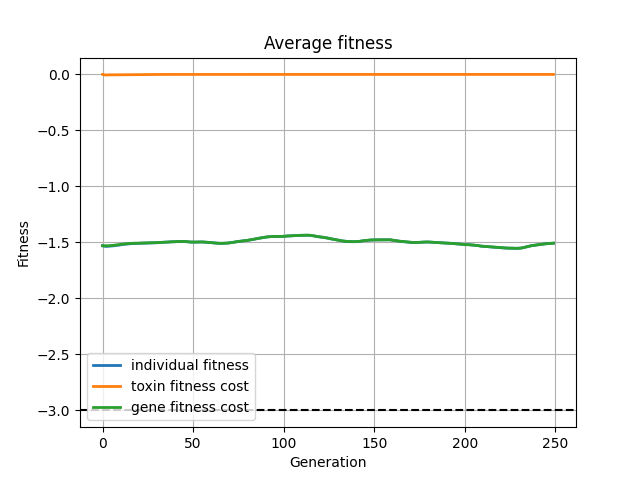 Average fitness
Fitness
0.0
−0.5
−1.0
−1.5
−2.0
−2.5
−3.0
individual fitness
toxin fitness cost
gene fitness cost
0 50 100 150 200 250
Generation